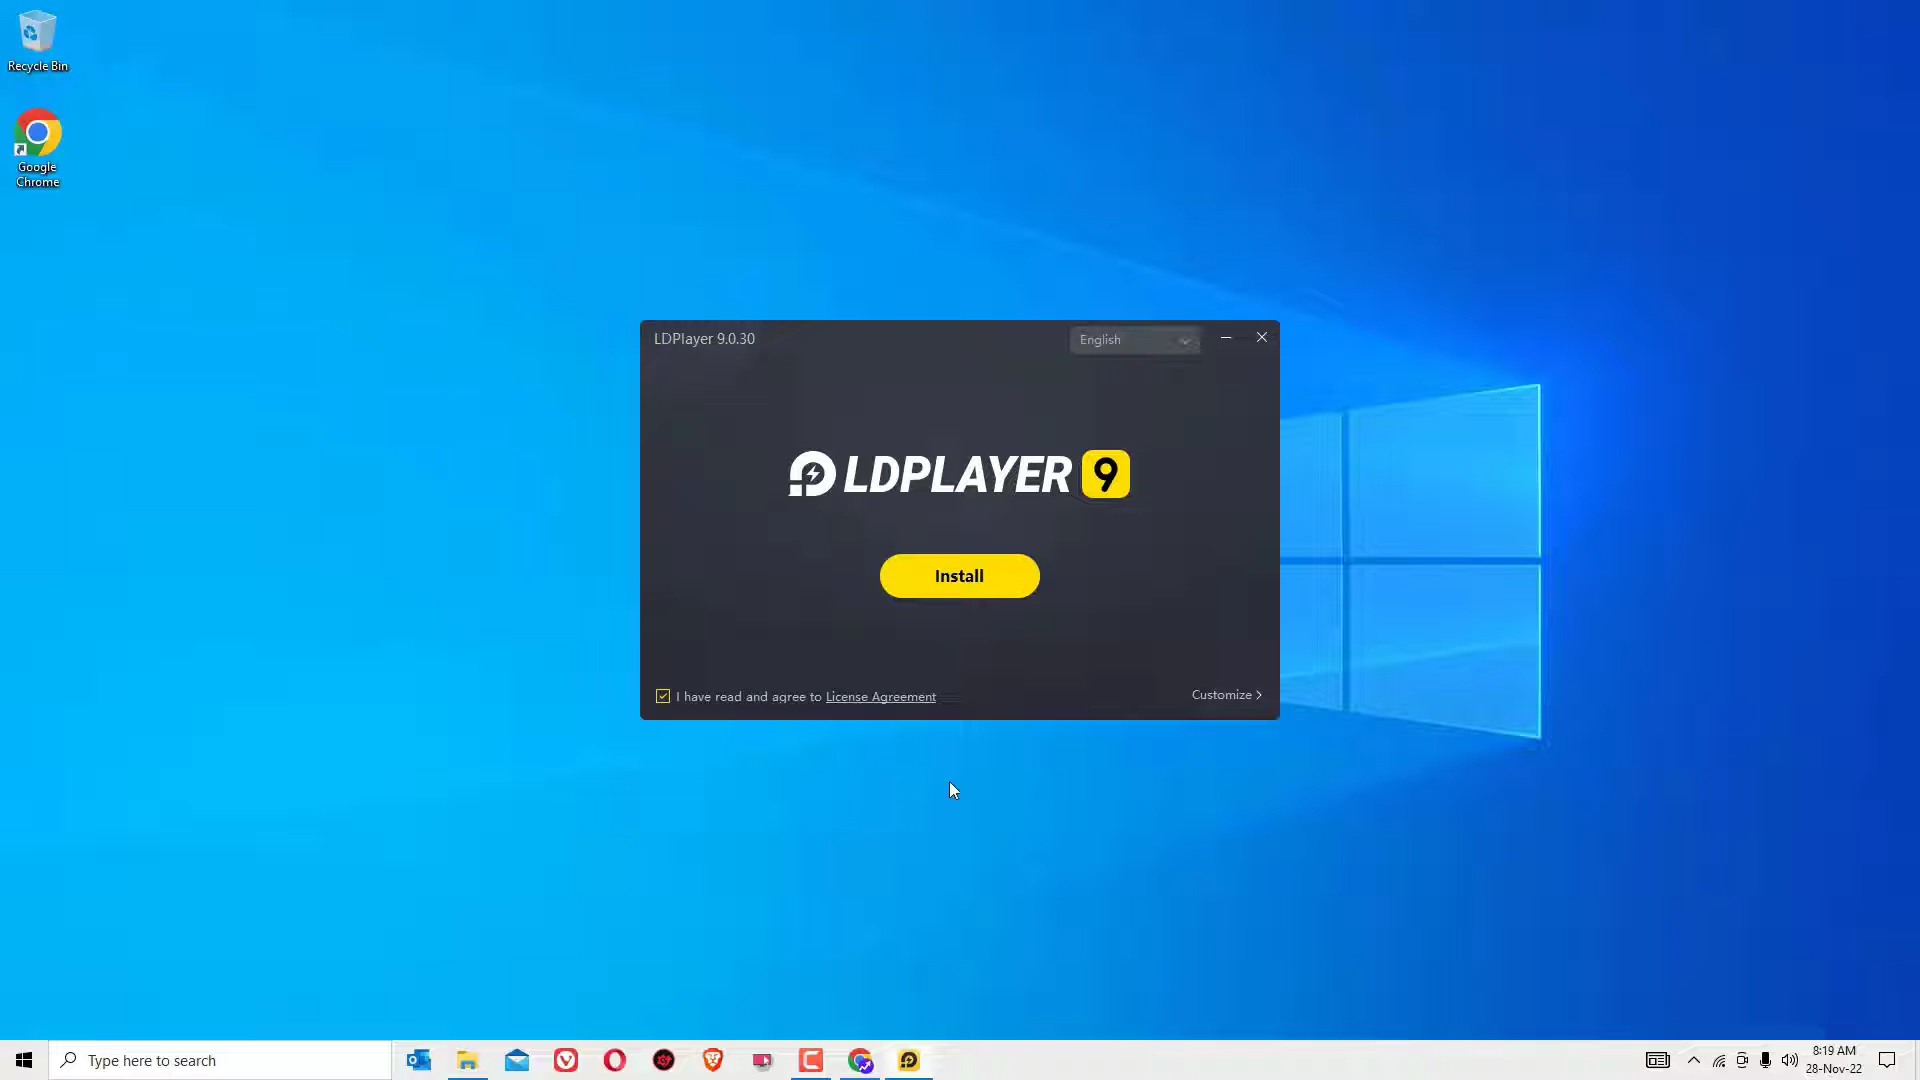 Recycle Bin
Google
Chrome
LDPlayer 9.0.30
English
LDPLAYER 9
Install
I have read and agree to License Agreement
Customize
Type here to search
8:19 AM
28-Nov-22